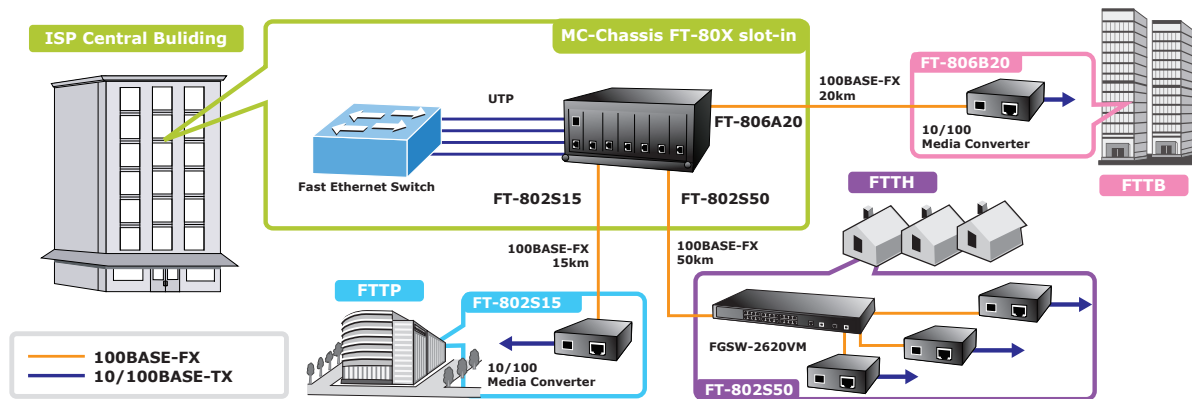 ISP Central Buliding
MC-Chassis FT-80X slot-in
UTP
FT-806A20
Fast Ethernet Switch
FT-802S15
FT-802S50
100BASE-FX
20km
FT-806B20
10/100
Media Converter
FTTB
FTTH
100BASE-FX
15km
100BASE-FX
50km
FTTP
FT-802S15
10/100
Media Converter
FGSW-2620VM
FT-802S50
100BASE-FX
10/100BASE-TX